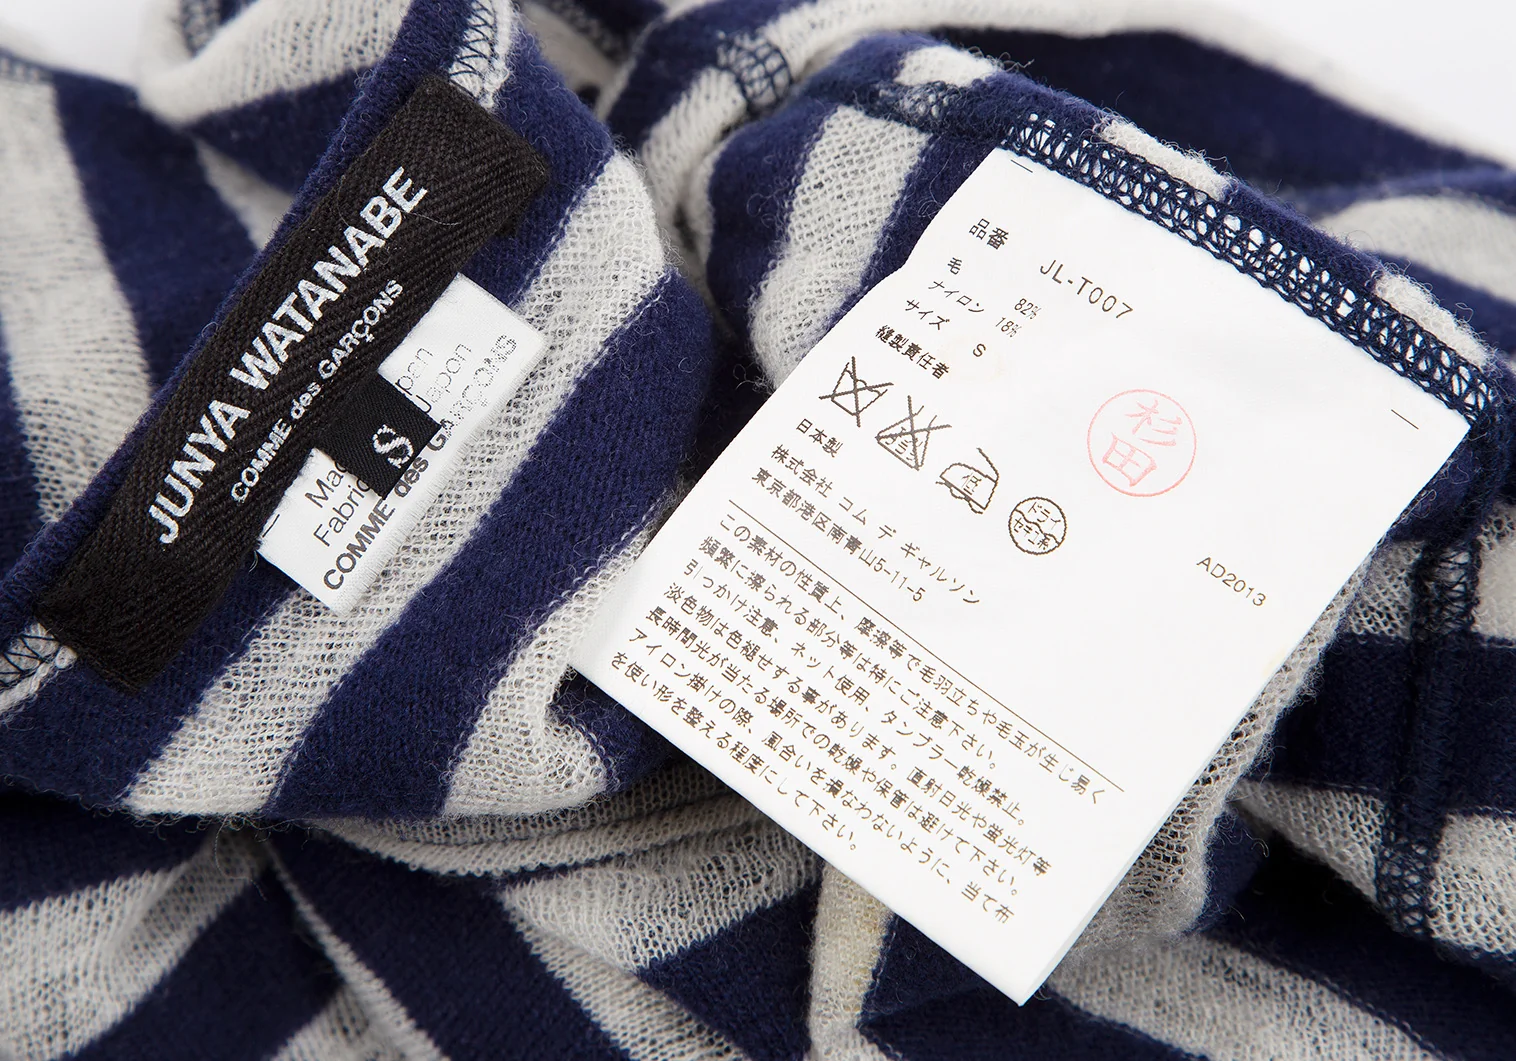 JUNYA WATANABE
COMME des GARÇONS
S
Fabric
COMME des GARÇONS
Japan
品番 JL-T007
毛 82%
ナイロン 18%
サイズ S
縫製責任者
杉田
低
ドライ
セキユ系
日本製
株式会社 コム デ ギャルソン
東京都港区南青山5-11-5
AD2013
この素材の性質上、摩擦等で毛羽立ちや毛玉が生じ易く
頻繁に擦られる部分等は特にご注意下さい。
引っかけ注意、ネット使用、タンブラー乾燥禁止。
淡色物は色褪せする事があります。直射日光や蛍光灯等
長時間光が当たる場所での乾燥や保管は避けて下さい。
アイロン掛けの際、風合いを損なわないように、当て布
を使い形を整える程度にして下さい。